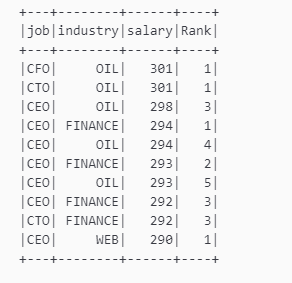 +---+--------+------+----+
|job|industry|salary|Rank|
+---+--------+------+----+
|CFO|     OIL|   301|   1|
|CTO|     OIL|   301|   1|
|CEO|     OIL|   298|   3|
|CEO| FINANCE|   294|   1|
|CEO|     OIL|   294|   4|
|CEO| FINANCE|   293|   2|
|CEO|     OIL|   293|   5|
|CEO| FINANCE|   292|   3|
|CTO| FINANCE|   292|   3|
|CEO|     WEB|   290|   1|
+---+--------+------+----+